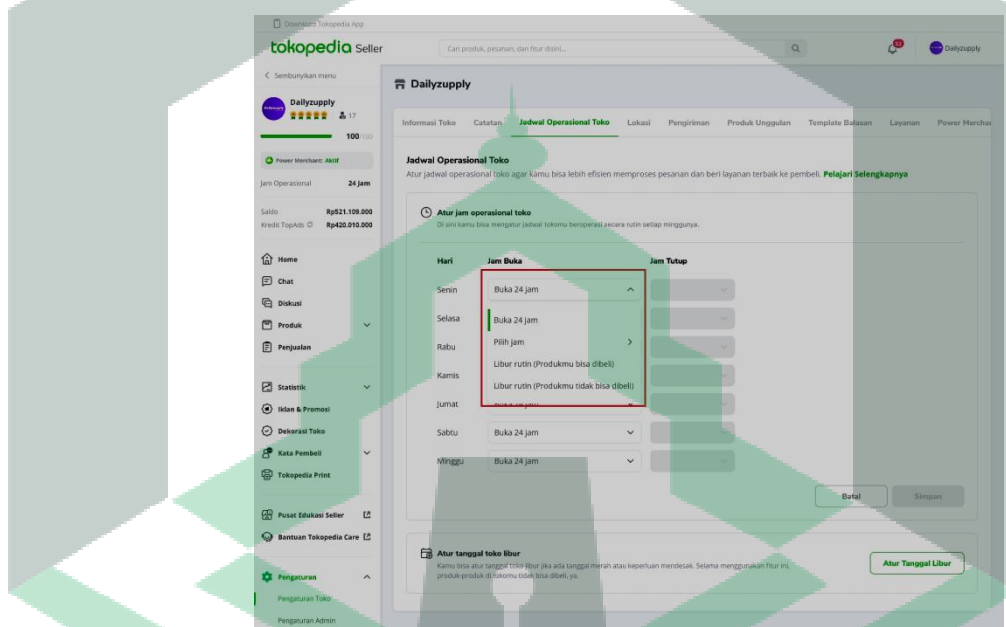 Download Tokopedia App
tokopedia Seller
Cari produk, pesanan, dan fitur disini...
Dailyzupply
Sembunyikan menu
Dailyzupply
17
100/100
Power Merchant: Aktif
Jam Operasional 24 Jam
Saldo Rp521.109.000
Kredit TopAds Rp420.010.000
Home
Chat
Diskusi
Produk
Penjualan
Statistik
Iklan & Promosi
Dekorasi Toko
Kata Pembeli
Tokopedia Print
Pusat Edukasi Seller
Bantuan Tokopedia Care
Pengaturan
Pengaturan Toko
Pengaturan Admin
Dailyzupply
Informasi Toko Catatan Jadwal Operasional Toko Lokasi Pengiriman Produk Unggulan Template Balasan Layanan Power Merchan
Jadwal Operasional Toko
Atur jadwal operasional toko agar kamu bisa lebih efisien memproses pesanan dan beri layanan terbaik ke pembeli. Pelajari Selengkapnya
Atur jam operasional toko
Di sini kamu bisa mengatur jadwal tokomu beroperasi secara rutin setiap minggunya.
Hari Jam Buka Jam Tutup
Senin Buka 24 jam
Selasa Buka 24 jam
Rabu Pilih jam
Libur rutin (Produkmu bisa dibeli)
Kamis
Libur rutin (Produkmu tidak bisa dibeli)
Jumat
Sabtu Buka 24 jam
Minggu Buka 24 jam
Batal Simpan
Atur tanggal toko libur
Kamu bisa atur tanggal toko libur jika ada tanggal merah atau keperluan mendesak. Selama menggunakan fitur ini,
produk-produk di tokomu tidak bisa dibeli, ya.
Atur Tanggal Libur